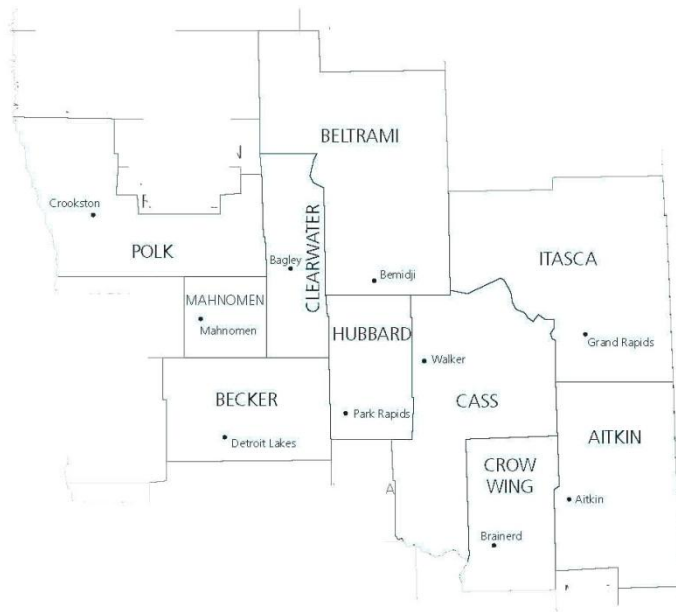 BELTRAMI
Crookston
CLEARWATER
POLK
Bagley
Bemidji
ITASCA
MAHNOMEN
Mahnomen
HUBBARD
Grand Rapids
Walker
BECKER
CASS
Park Rapids
Detroit Lakes
AITKIN
CROW
WING
A
Aitkin
Brainerd